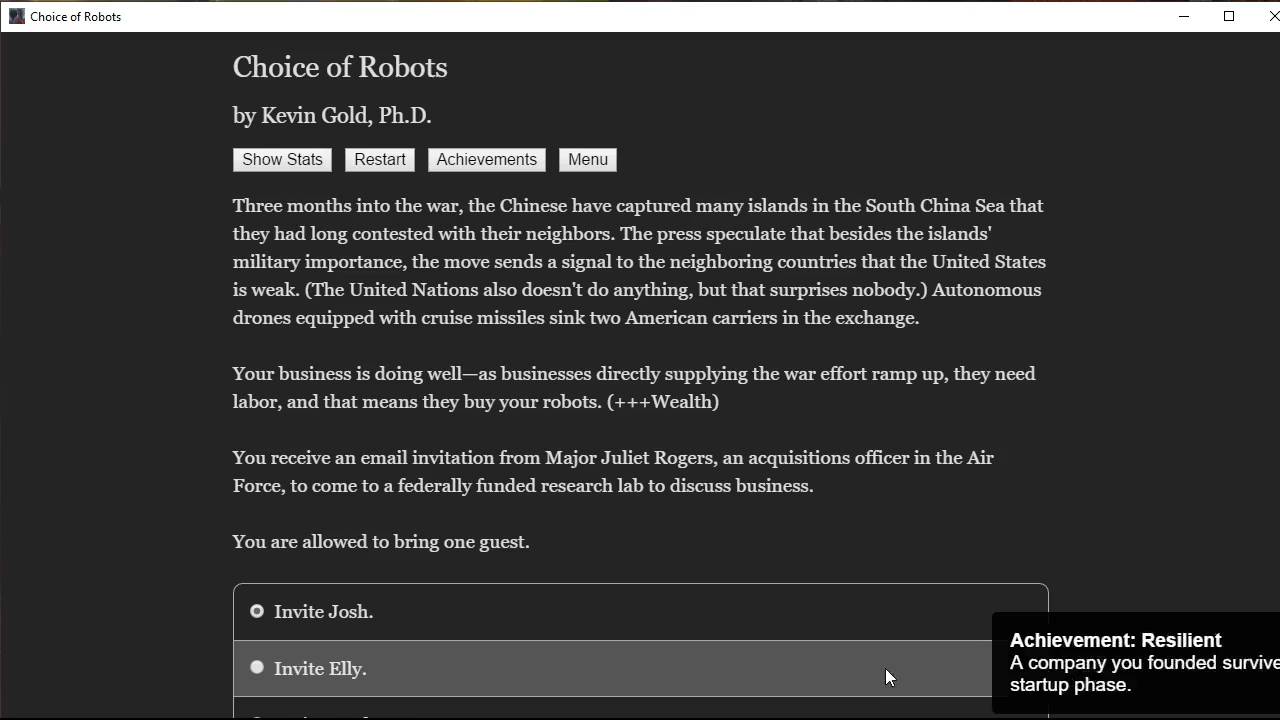 Choice of Robots
Choice of Robots
by Kevin Gold, Ph.D.
Show Stats Restart Achievements Menu
Three months into the war, the Chinese have captured many islands in the South China Sea that
they had long contested with their neighbors. The press speculate that besides the islands'
military importance, the move sends a signal to the neighboring countries that the United States
is weak. (The United Nations also doesn't do anything, but that surprises nobody.) Autonomous
drones equipped with cruise missiles sink two American carriers in the exchange.
Your business is doing well—as businesses directly supplying the war effort ramp up, they need
labor, and that means they buy your robots. (+++Wealth)
You receive an email invitation from Major Juliet Rogers, an acquisitions officer in the Air
Force, to come to a federally funded research lab to discuss business.
You are allowed to bring one guest.
Invite Josh.
Invite Elly.
Achievement: Resilient
A company you founded survive
startup phase.